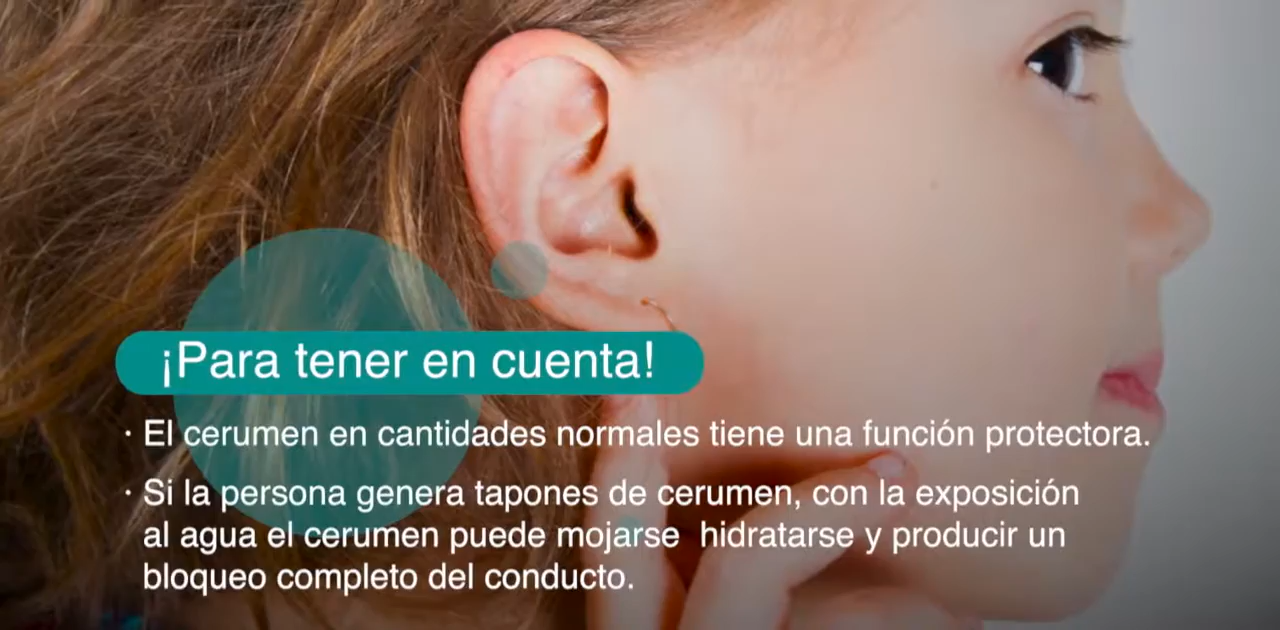 ¡Para tener en cuenta!
· El cerumen en cantidades normales tiene una función protectora.
· Si la persona genera tapones de cerumen, con la exposición
al agua el cerumen puede mojarse  hidratarse y producir un
bloqueo completo del conducto.